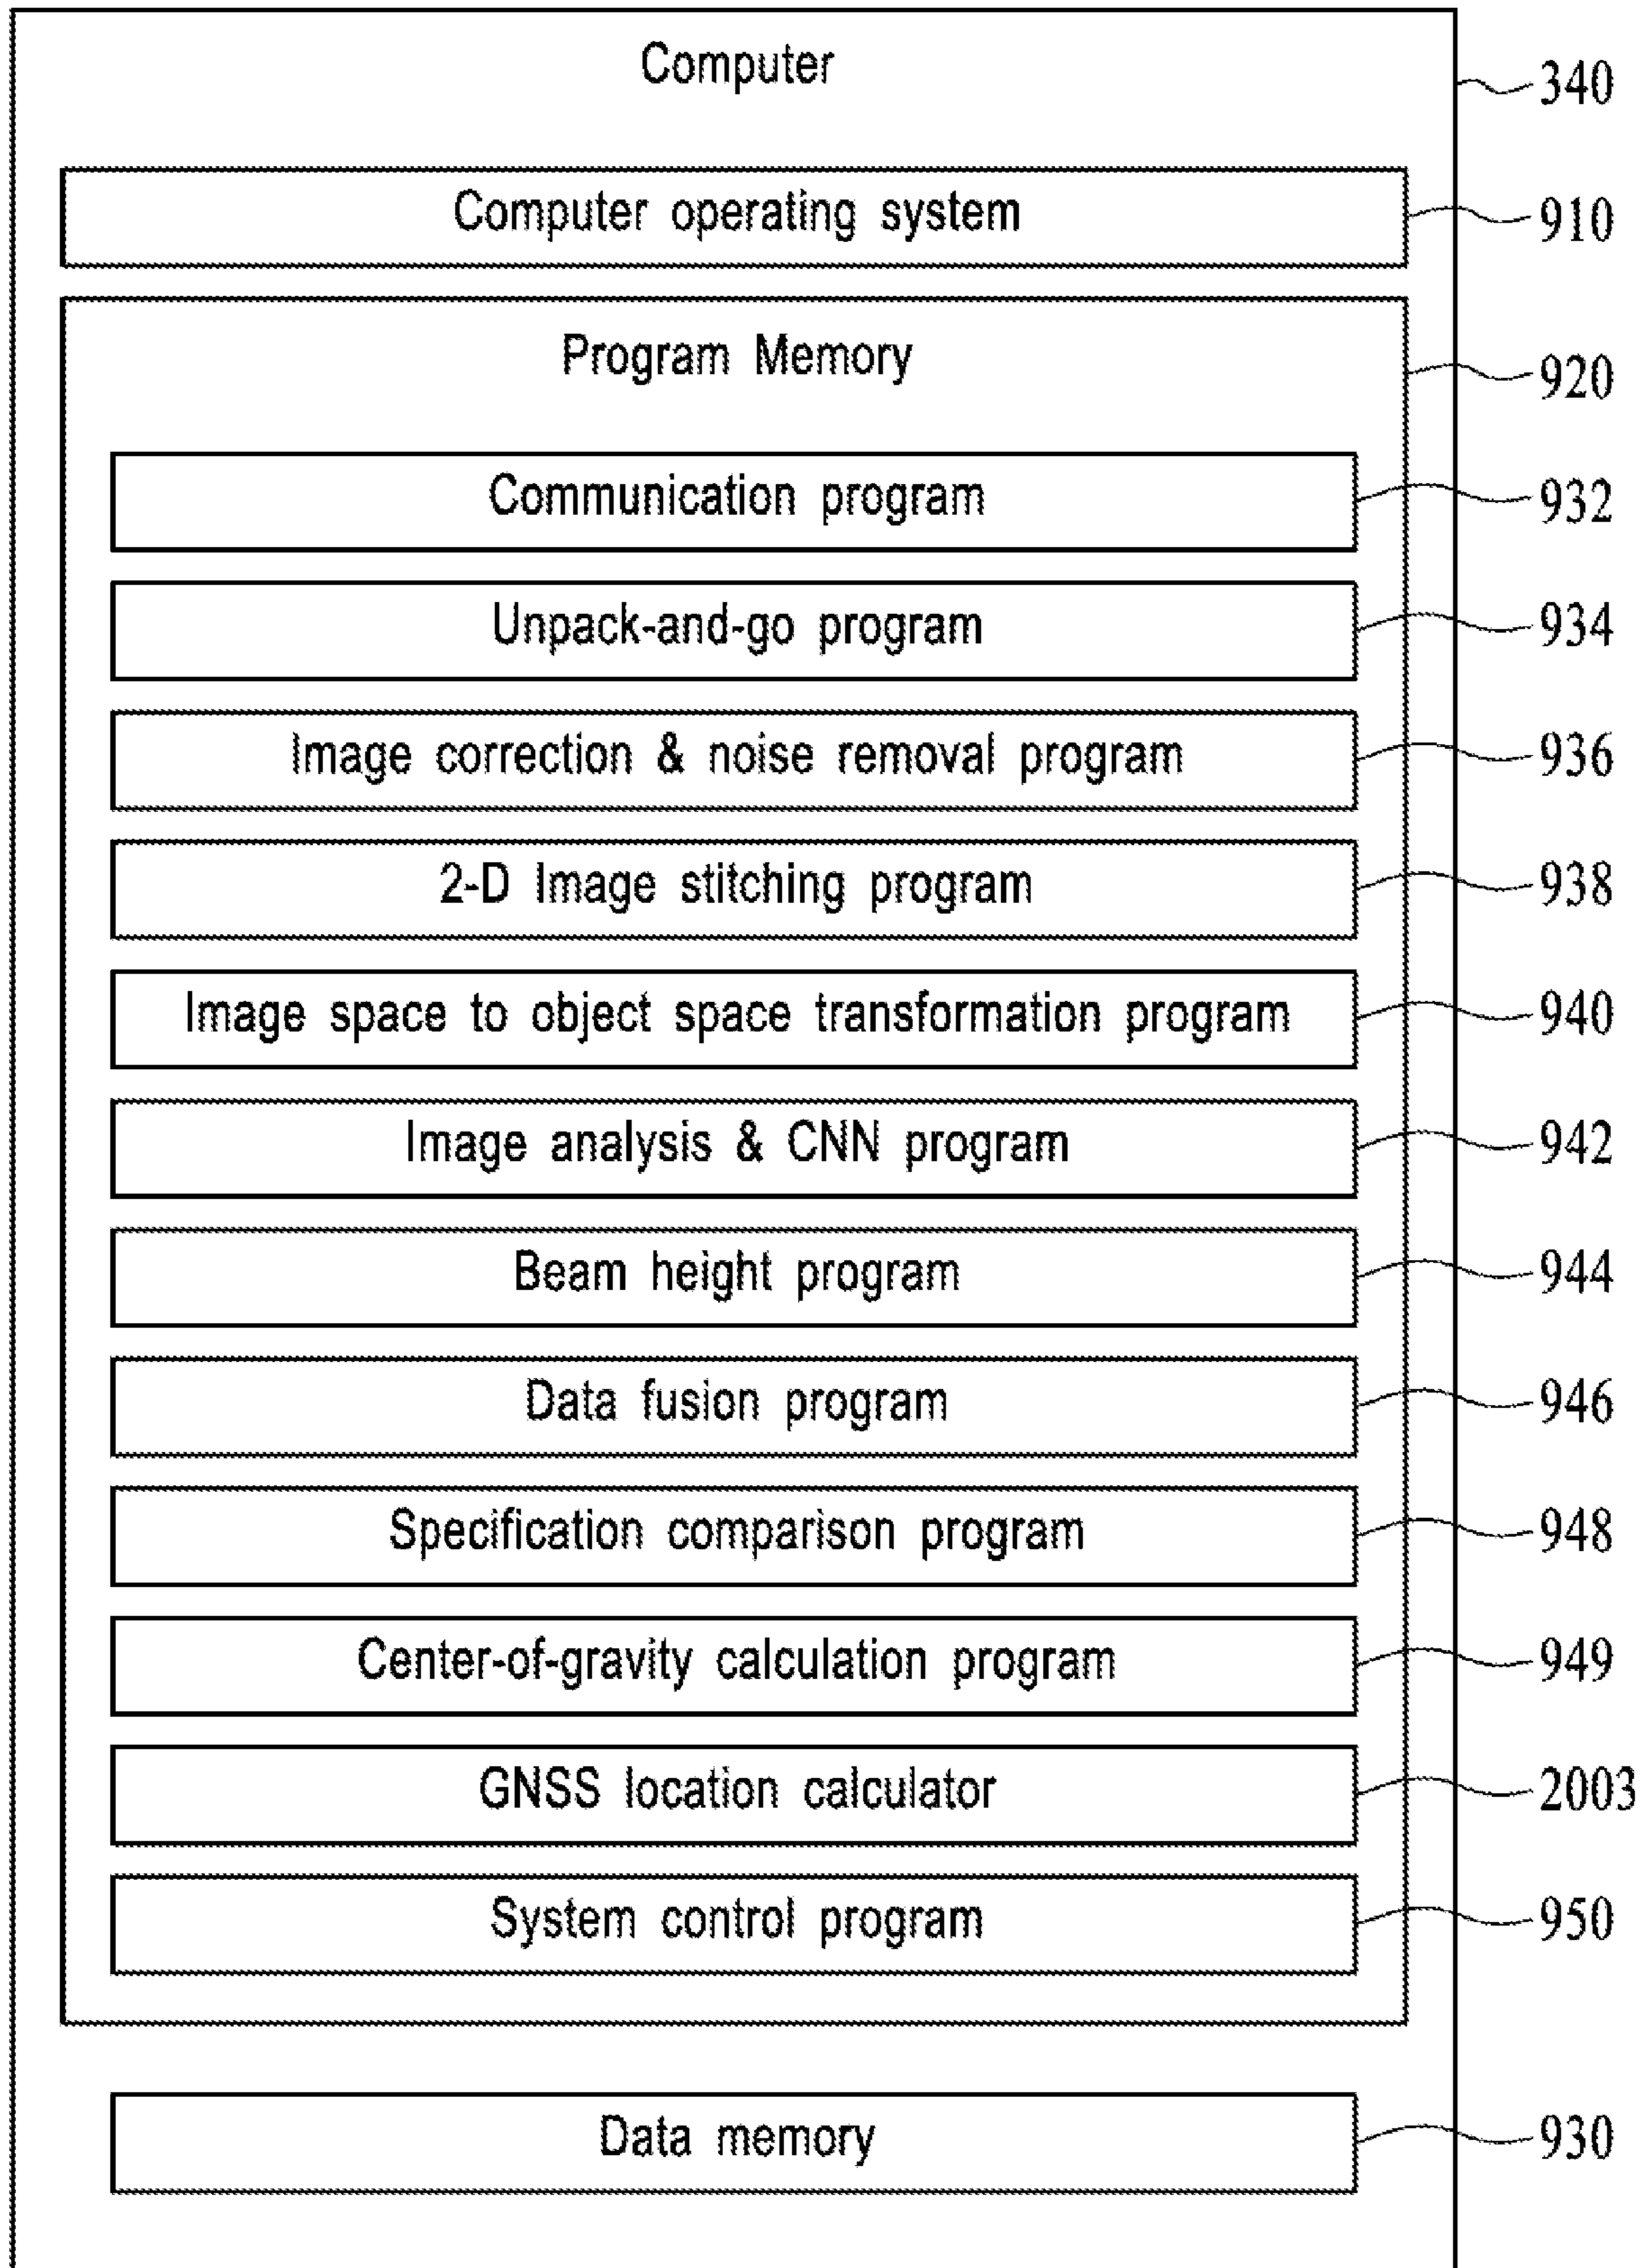 Computer
340
Computer operating system
910
Program Memory
920
Communication program
932
Unpack-and-go program
934
Image correction & noise removal program
936
2-D Image stitching program
938
Image space to object space transformation program
940
Image analysis & CNN program
942
Beam height program
944
Data fusion program
946
Specification comparison program
948
Center-of-gravity calculation program
949
GNSS location calculator
2003
System control program
950
Data memory
930